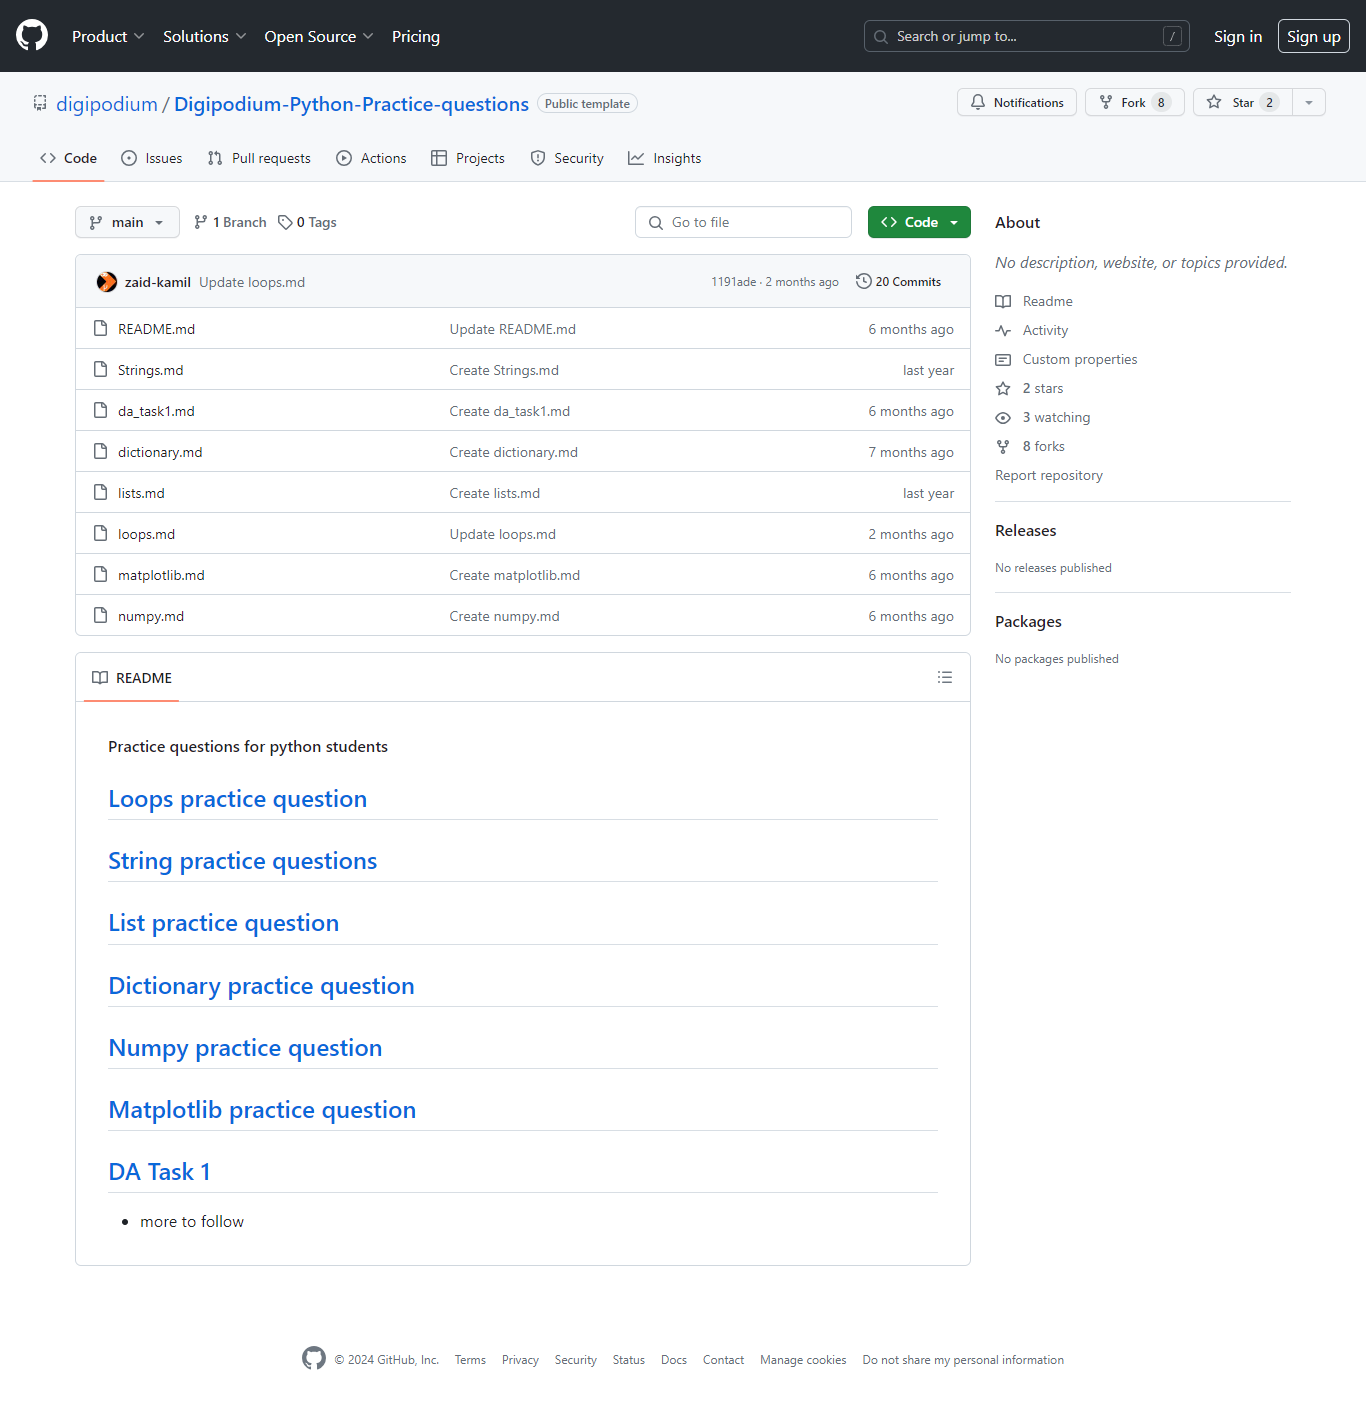 Product Solutions Open Source Pricing Search or jump to... / Sign in Sign up
digipodium / Digipodium-Python-Practice-questions Public template Notifications Fork 8 Star 2
Code Issues Pull requests Actions Projects Security Insights
main 1 Branch 0 Tags Go to file Code
zaid-kamil Update loops.md 1191ade · 2 months ago 20 Commits
README.md Update README.md 6 months ago
Strings.md Create Strings.md last year
da_task1.md Create da_task1.md 6 months ago
dictionary.md Create dictionary.md 7 months ago
lists.md Create lists.md last year
loops.md Update loops.md 2 months ago
matplotlib.md Create matplotlib.md 6 months ago
numpy.md Create numpy.md 6 months ago
README
Practice questions for python students
Loops practice question
String practice questions
List practice question
Dictionary practice question
Numpy practice question
Matplotlib practice question
DA Task 1
more to follow
About
No description, website, or topics provided.
Readme
Activity
Custom properties
2 stars
3 watching
8 forks
Report repository
Releases
No releases published
Packages
No packages published
© 2024 GitHub, Inc. Terms Privacy Security Status Docs Contact Manage cookies Do not share my personal information